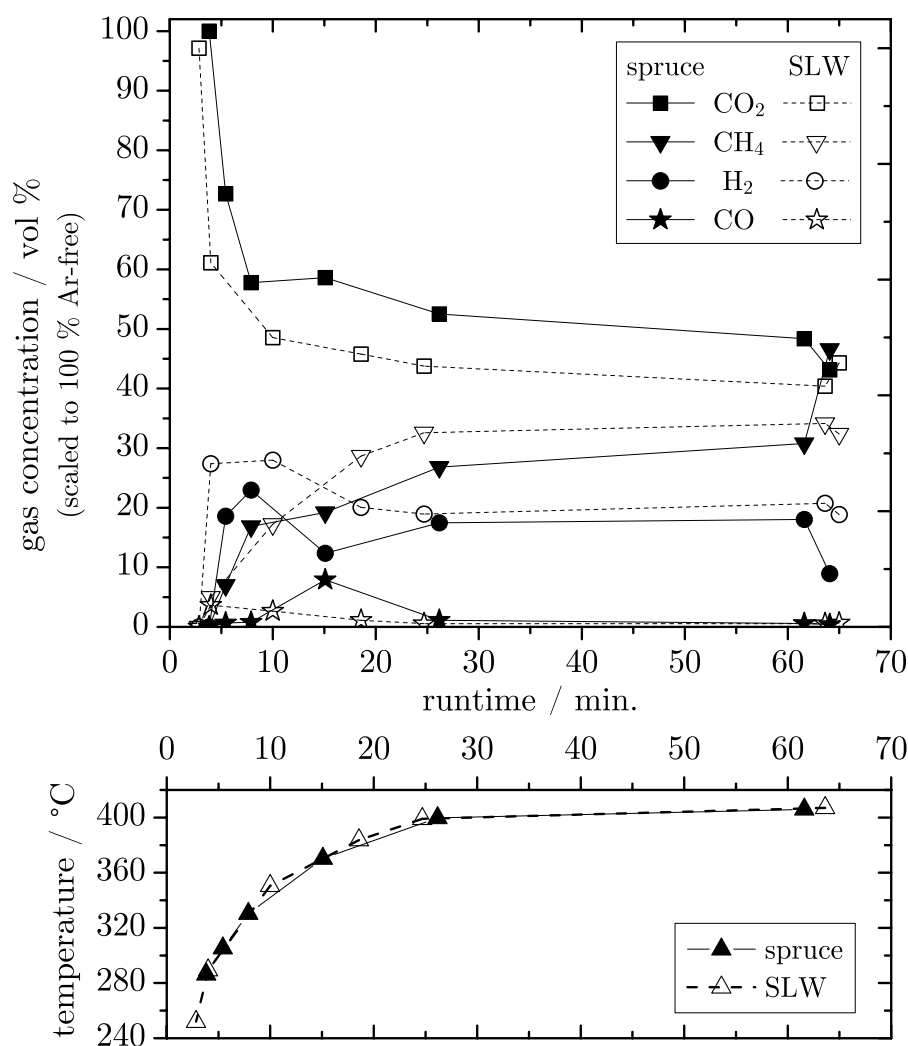 100
90
80
70
60
50
40
30
20
10
0
gas concentration / vol %
(scaled to 100 % Ar-free)
spruce SLW
CO₂
CH₄
H₂
CO
0 10 20 30 40 50 60 70
runtime / min.
0 10 20 30 40 50 60 70
400
360
320
280
240
temperature / °C
spruce
SLW